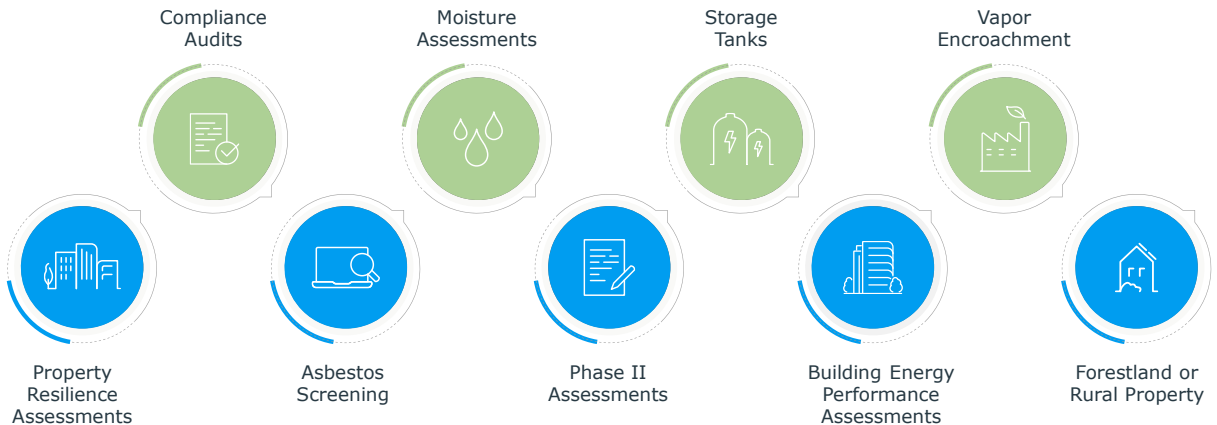 Compliance
Audits
Moisture
Assessments
Storage
Tanks
Vapor
Encroachment
Property
Resilience
Assessments
Asbestos
Screening
Phase II
Assessments
Building Energy
Performance
Assessments
Forestland or
Rural Property